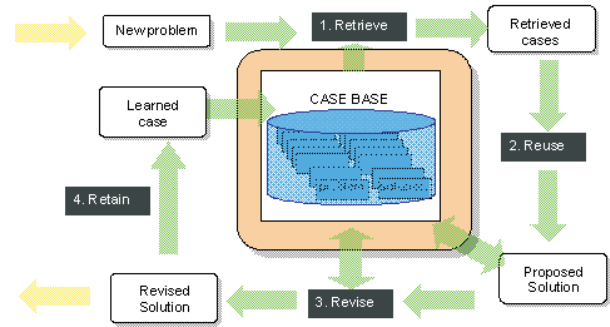 Newproblem
1. Retrieve
Retrieved
cases
Learned
case
CASE BASE
2. Reuse
4. Retain
Revised
Solution
3. Revise
Proposed
Solution